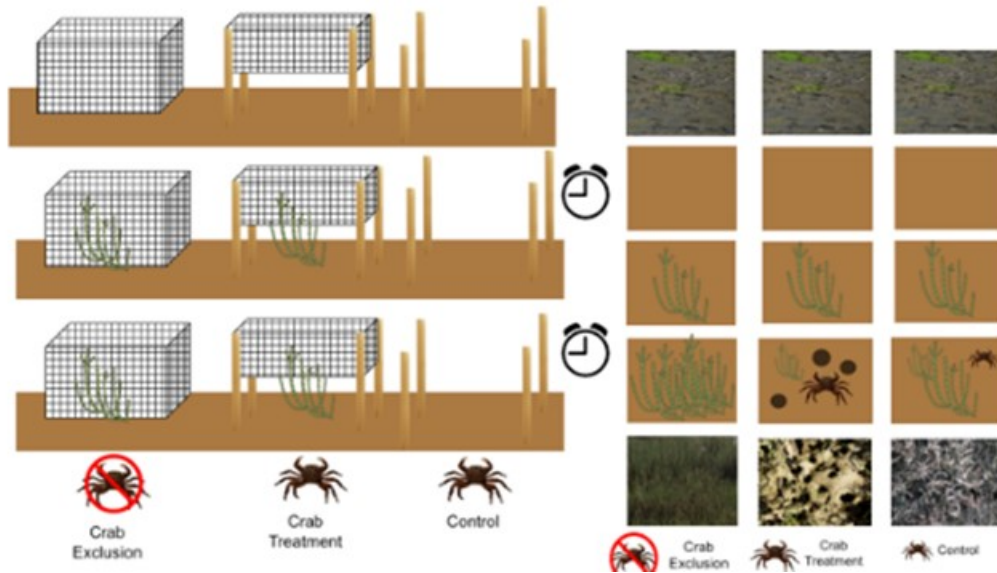 Crab
Exclusion
Crab
Treatment
Control
Crab
Exclusion
Crab
Treatment
Control